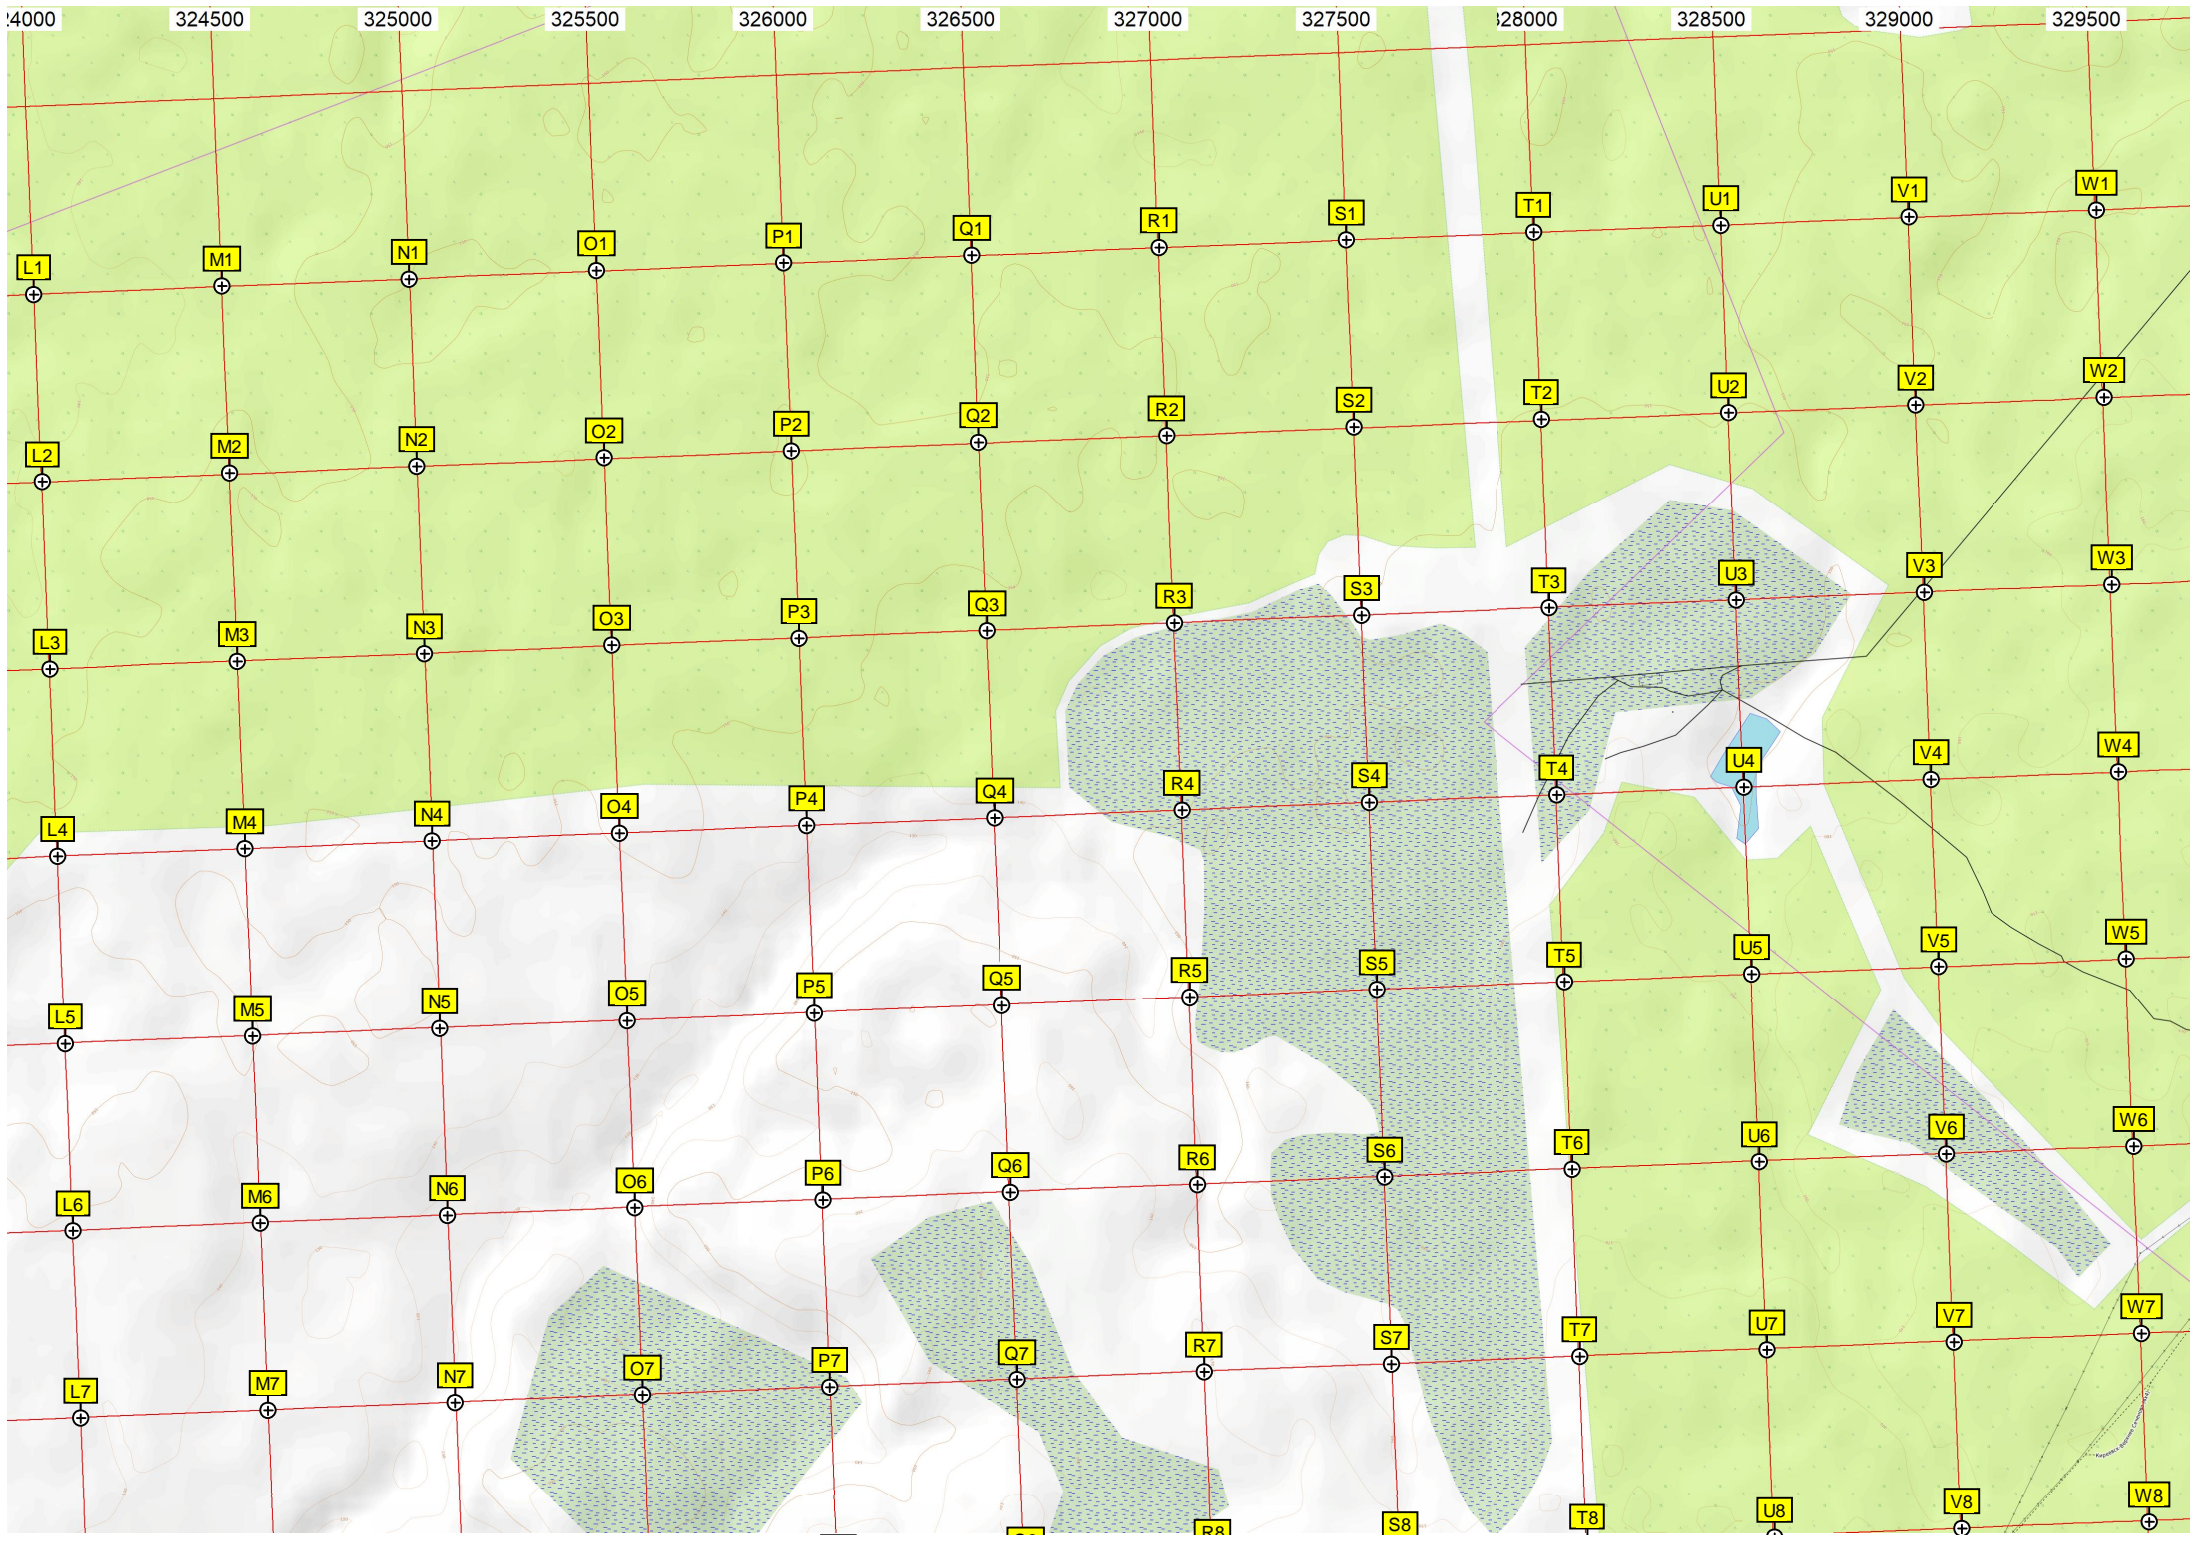 24000 324500 325000 325500 326000 326500 327000 327500 328000 328500 329000 329500
L1 M1 N1 O1 P1 Q1 R1 S1 T1 U1 V1 W1
L2 M2 N2 O2 P2 Q2 R2 S2 T2 U2 V2 W2
L3 M3 N3 O3 P3 Q3 R3 S3 T3 U3 V3 W3
L4 M4 N4 O4 P4 Q4 R4 S4 T4 U4 V4 W4
L5 M5 N5 O5 P5 Q5 R5 S5 T5 U5 V5 W5
L6 M6 N6 O6 P6 Q6 R6 S6 T6 U6 V6 W6
L7 M7 N7 O7 P7 Q7 R7 S7 T7 U7 V7 W7
R8 S8 T8 U8 V8 W8